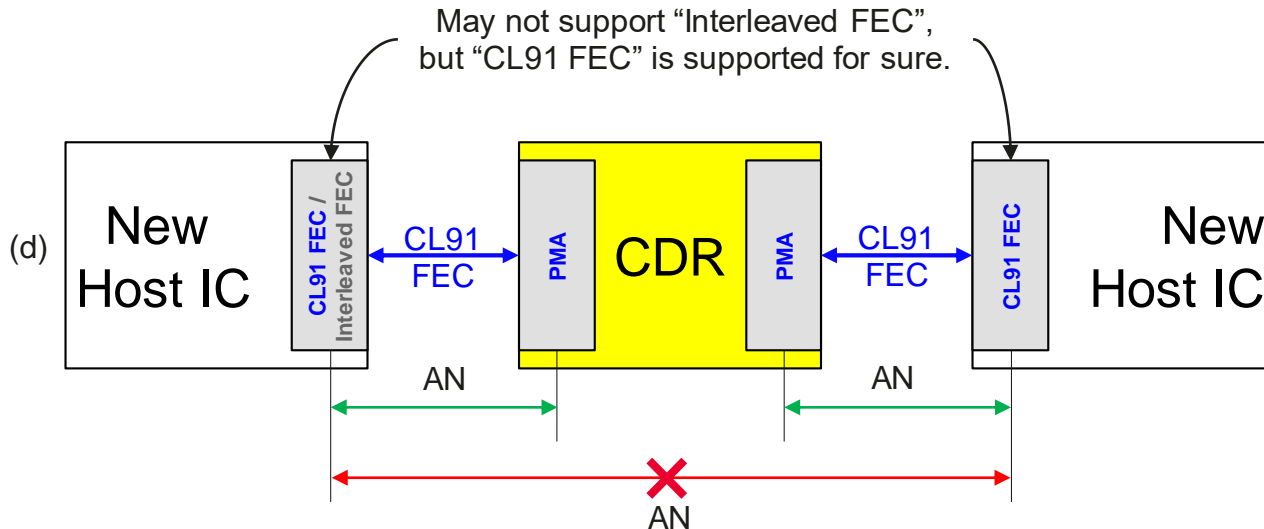 May not support “Interleaved FEC”,
but “CL91 FEC” is supported for sure.
(d)
New
Host IC
CL91 FEC /
Interleaved FEC
CL91
FEC
PMA
CDR
PMA
CL91
FEC
CL91 FEC
New
Host IC
AN
AN
AN